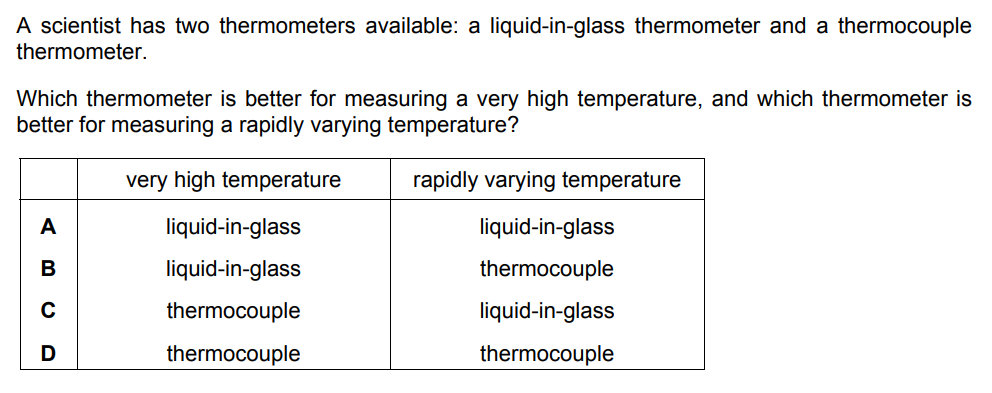 A scientist has two thermometers available: a liquid-in-glass thermometer and a thermocouple
thermometer.
Which thermometer is better for measuring a very high temperature, and which thermometer is
better for measuring a rapidly varying temperature?
very high temperature rapidly varying temperature
A liquid-in-glass liquid-in-glass
B liquid-in-glass thermocouple
C thermocouple liquid-in-glass
D thermocouple thermocouple